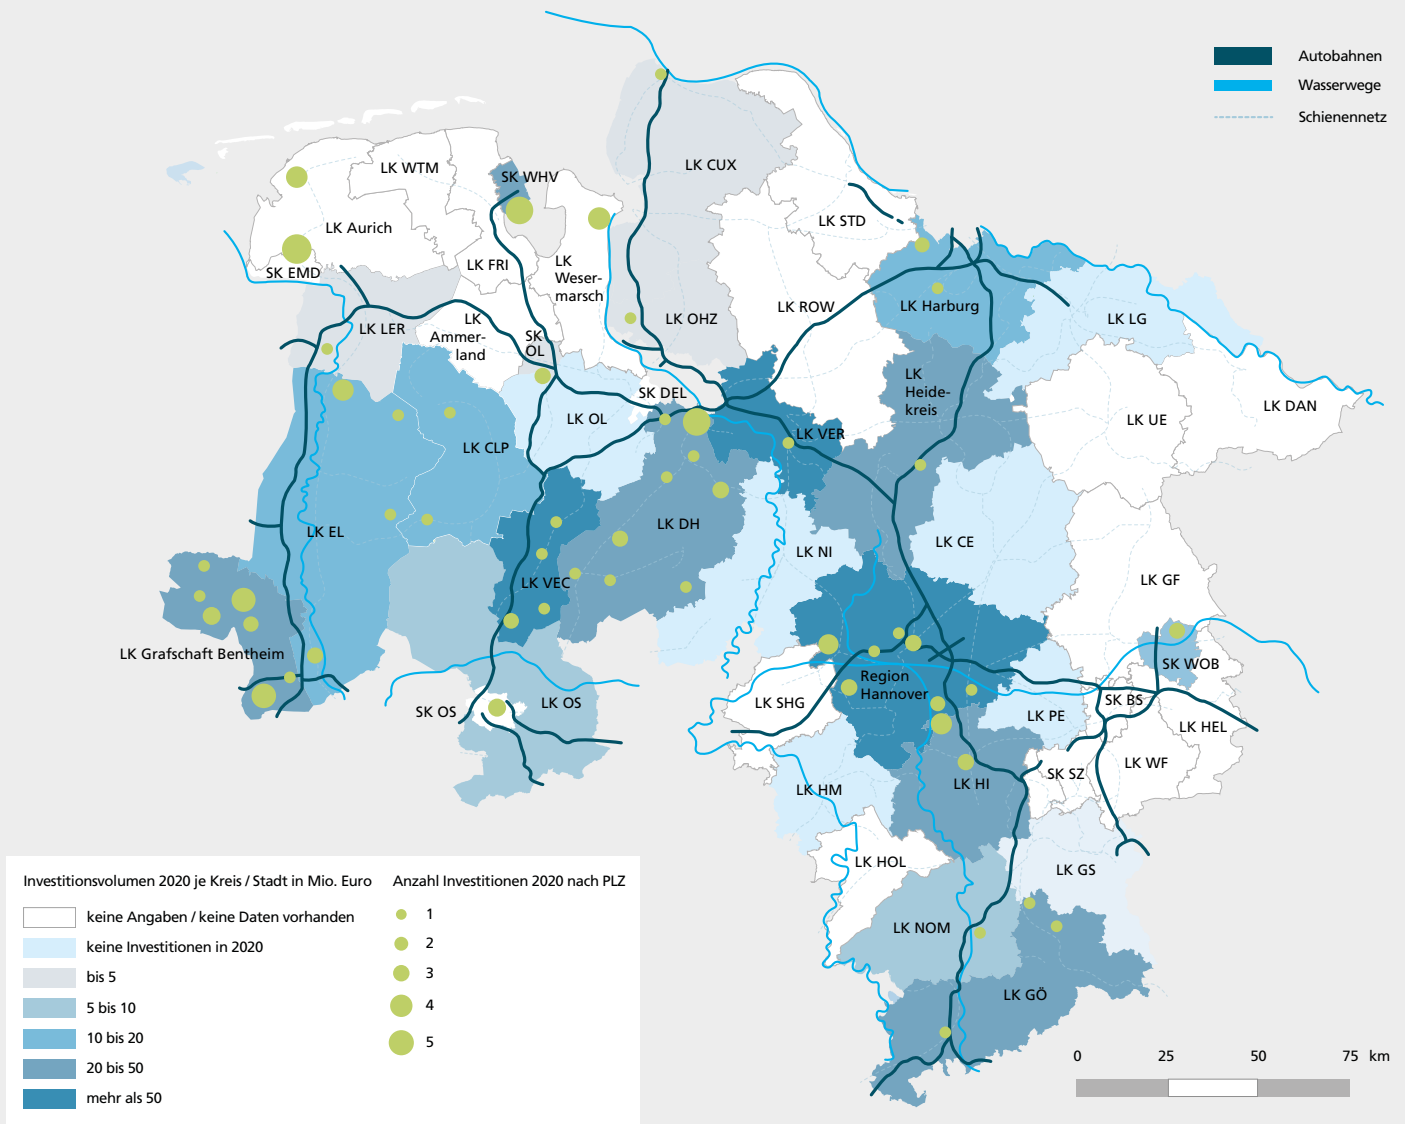 Autobahnen
Wasserwege
Schienennetz
LK CUX
LK WTM
SK WHV
LK STD
LK Aurich
SK EMD
LK FRI
LK
Weser-
marsch
LK ROW
LK Harburg
LK LG
LK OHZ
LK LER
LK
Ammer-
land
SK
OL
LK
Heide-
kreis
SK DEL
LK DAN
LK UE
LK OL
LK VER
LK CLP
LK DH
LK EL
LK NI
LK CE
LK VEC
LK GF
LK Grafschaft Bentheim
SK WOB
Region
Hannover
LK SHG
SK BS
LK OS
SK OS
LK PE
LK HEL
LK WF
SK SZ
LK HI
LK HM
LK HOL
LK GS
LK NOM
LK GÖ
Investitionsvolumen 2020 je Kreis / Stadt in Mio. Euro
keine Angaben / keine Daten vorhanden
keine Investitionen in 2020
bis 5
5 bis 10
10 bis 20
20 bis 50
mehr als 50
Anzahl Investitionen 2020 nach PLZ
1
2
3
4
5
0 25 50 75 km